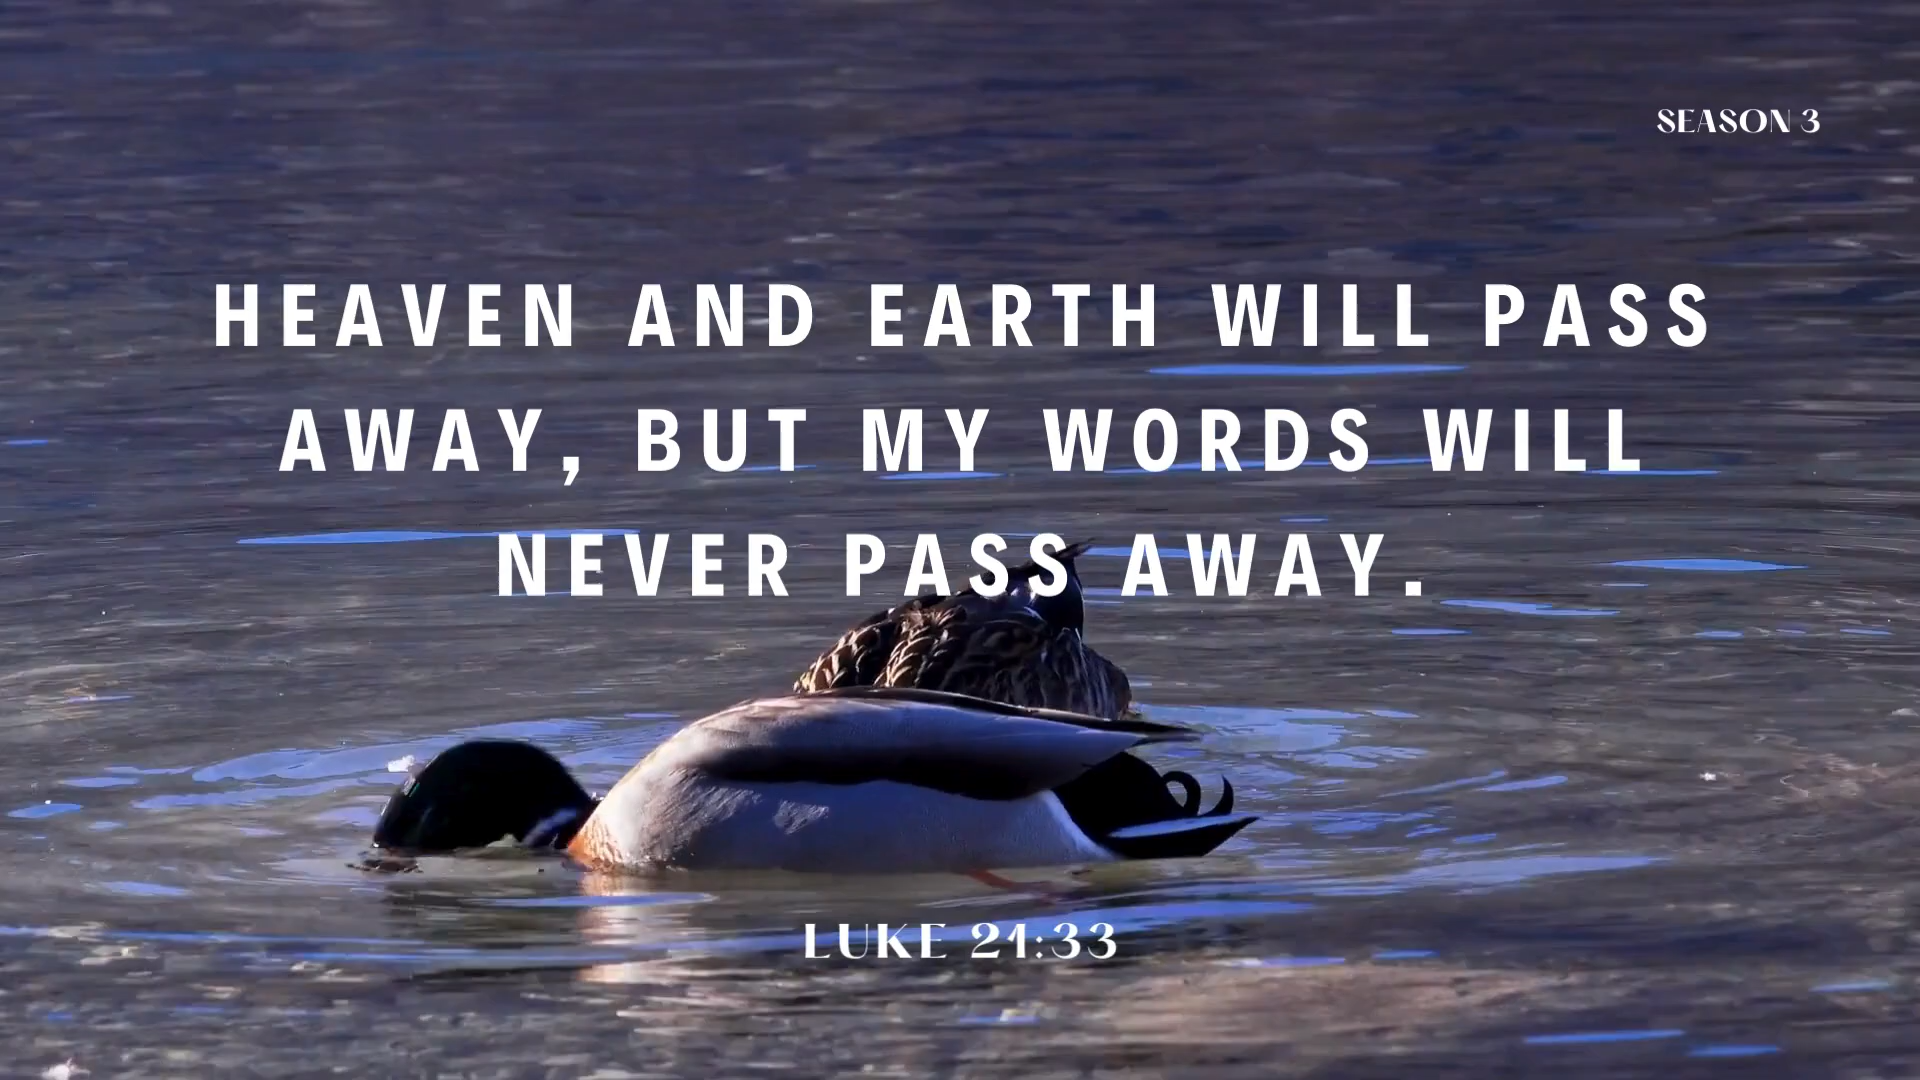 SEASON 3
HEAVEN AND EARTH WILL PASS
AWAY, BUT MY WORDS WILL
NEVER PASS AWAY.
LUKE 21:33